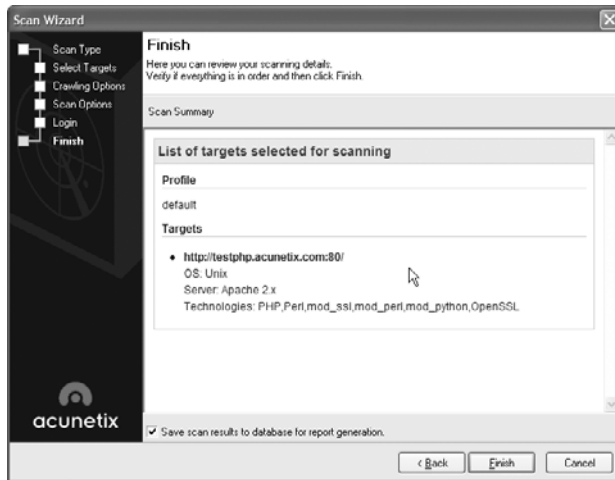 Scan Wizard
Scan Type
Select Targets
Crawling Options
Scan Options
Login
Finish
acunetix
Finish
Here you can review your scanning details.
Verify if everything is in order and then click Finish.
Scan Summary
List of targets selected for scanning
Profile
default
Targets
• http://testphp.acunetix.com:80/
OS: Unix
Server: Apache 2.x
Technologies: PHP,Perl,mod_ssl,mod_perl,mod_python,OpenSSL
Save scan results to database for report generation.
< Back
Finish
Cancel